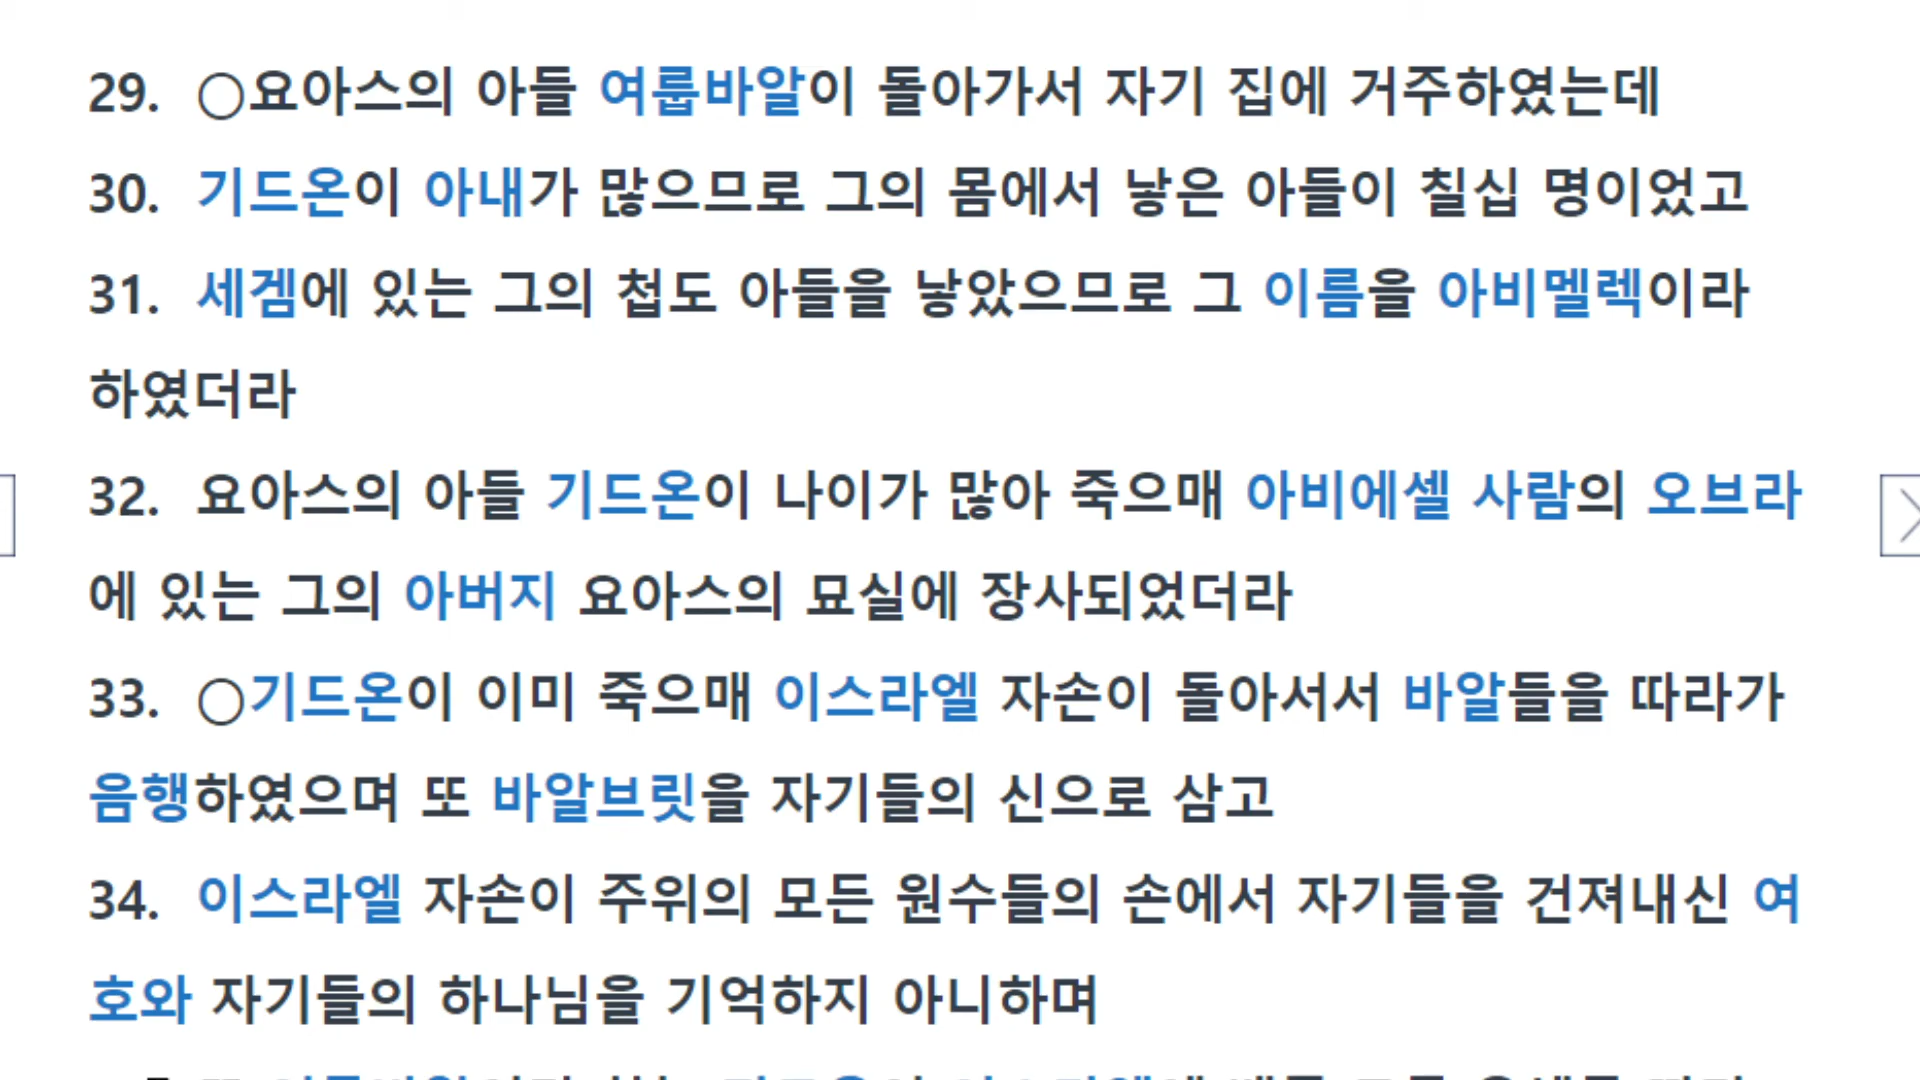 29. ○요아스의 아들 여룹바알이 돌아가서 자기 집에 거주하였는데
30. 기드온이 아내가 많으므로 그의 몸에서 낳은 아들이 칠십 명이었고
31. 세겜에 있는 그의 첩도 아들을 낳았으므로 그 이름을 아비멜렉이라
하였더라
32. 요아스의 아들 기드온이 나이가 많아 죽으매 아비에셀 사람의 오브라
에 있는 그의 아버지 요아스의 묘실에 장사되었더라
33. ○기드온이 이미 죽으매 이스라엘 자손이 돌아서서 바알들을 따라가
음행하였으며 또 바알브릿을 자기들의 신으로 삼고
34. 이스라엘 자손이 주위의 모든 원수들의 손에서 자기들을 건져내신 여
호와 자기들의 하나님을 기억하지 아니하며